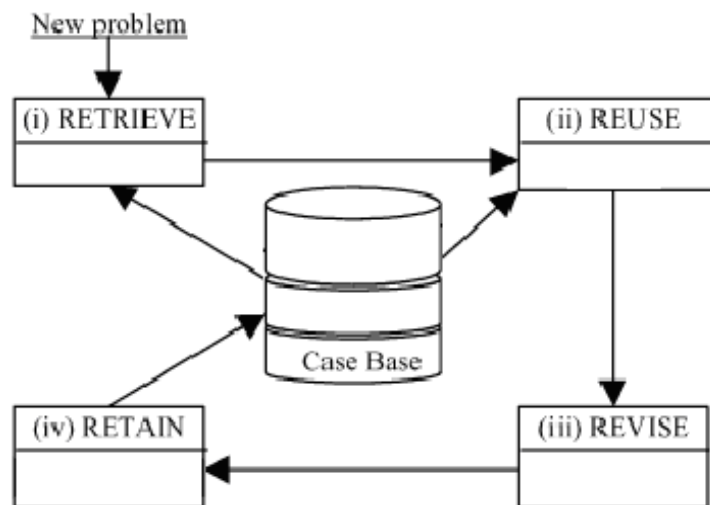 New problem
(i) RETRIEVE
(ii) REUSE
Case Base
(iv) RETAIN
(iii) REVISE